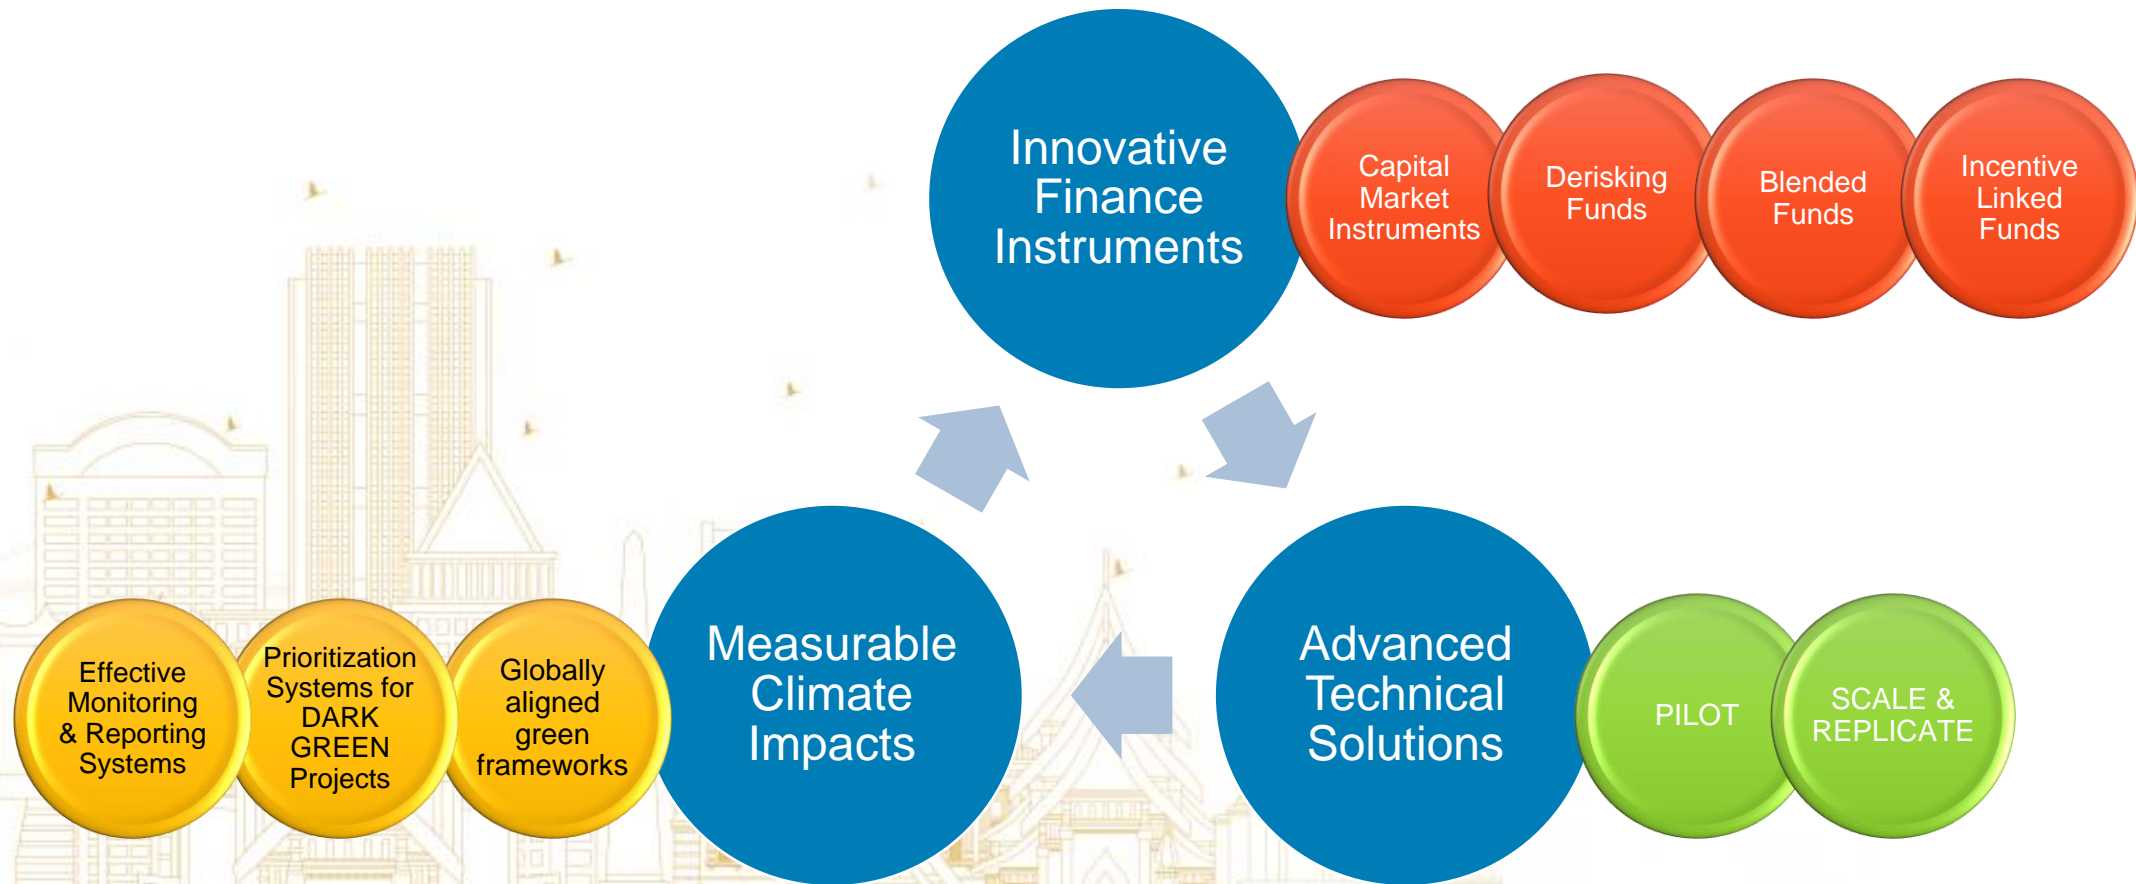 Innovative
Finance
Instruments
Capital
Market
Instruments
Derisking
Funds
Blended
Funds
Incentive
Linked
Funds
Effective
Monitoring
& Reporting
Systems
Prioritization
Systems for
DARK
GREEN
Projects
Globally
aligned
green
frameworks
Measurable
Climate
Impacts
Advanced
Technical
Solutions
PILOT
SCALE &
REPLICATE